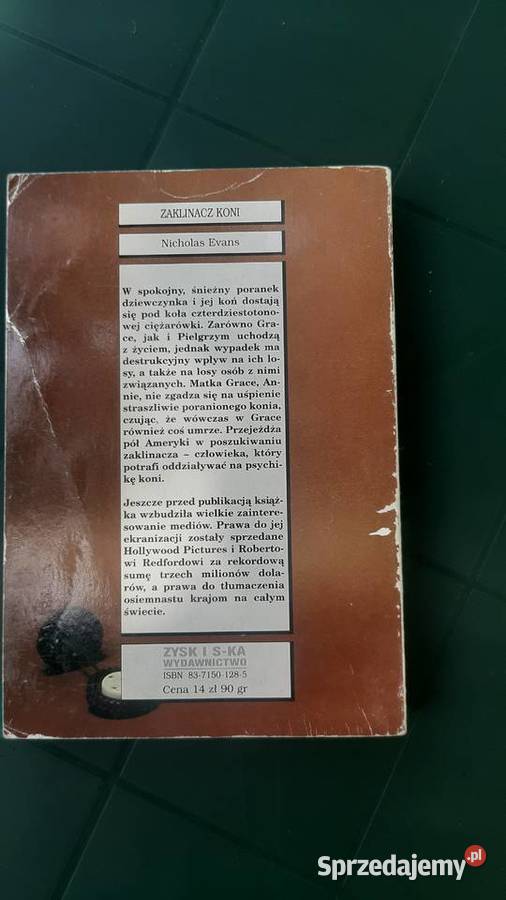 ZAKLINACZ KONI
Nicholas Evans
W spokojny, śnieżny poranek
dziewczynka i jej koń dostają
się pod koła czterdziestotono-
wej ciężarówki. Zarówno Gra-
ce, jak i Pielgrzym uchodzą
z życiem, jednak wypadek ma
destrukcyjny wpływ na ich lo-
sy, a także na losy osób z nimi
związanych. Matka Grace, An-
nie, nie zgadza się na uśpienie
straszliwie poranionego konia,
czując, że wówczas w Grace
również coś umrze. Przejeżdża
pół Ameryki w poszukiwaniu
zaklinacza – człowieka, który
potrafi oddziaływać na psychi-
kę koni.
Jeszcze przed publikacją książ-
ka wzbudziła wielkie zaintere-
sowanie mediów. Prawa do jej
ekranizacji zostały sprzedane
Hollywood Pictures i Roberto-
wi Redfordowi za rekordową
sumę trzech milionów dola-
rów, a prawa do tłumaczenia
osiemnastu krajom na całym
świecie.
ZYSK I S-KA
WYDAWNICTWO
ISBN 83-7150-128-5
Cena 14 zł 90 gr
Sprzedajemy.pl